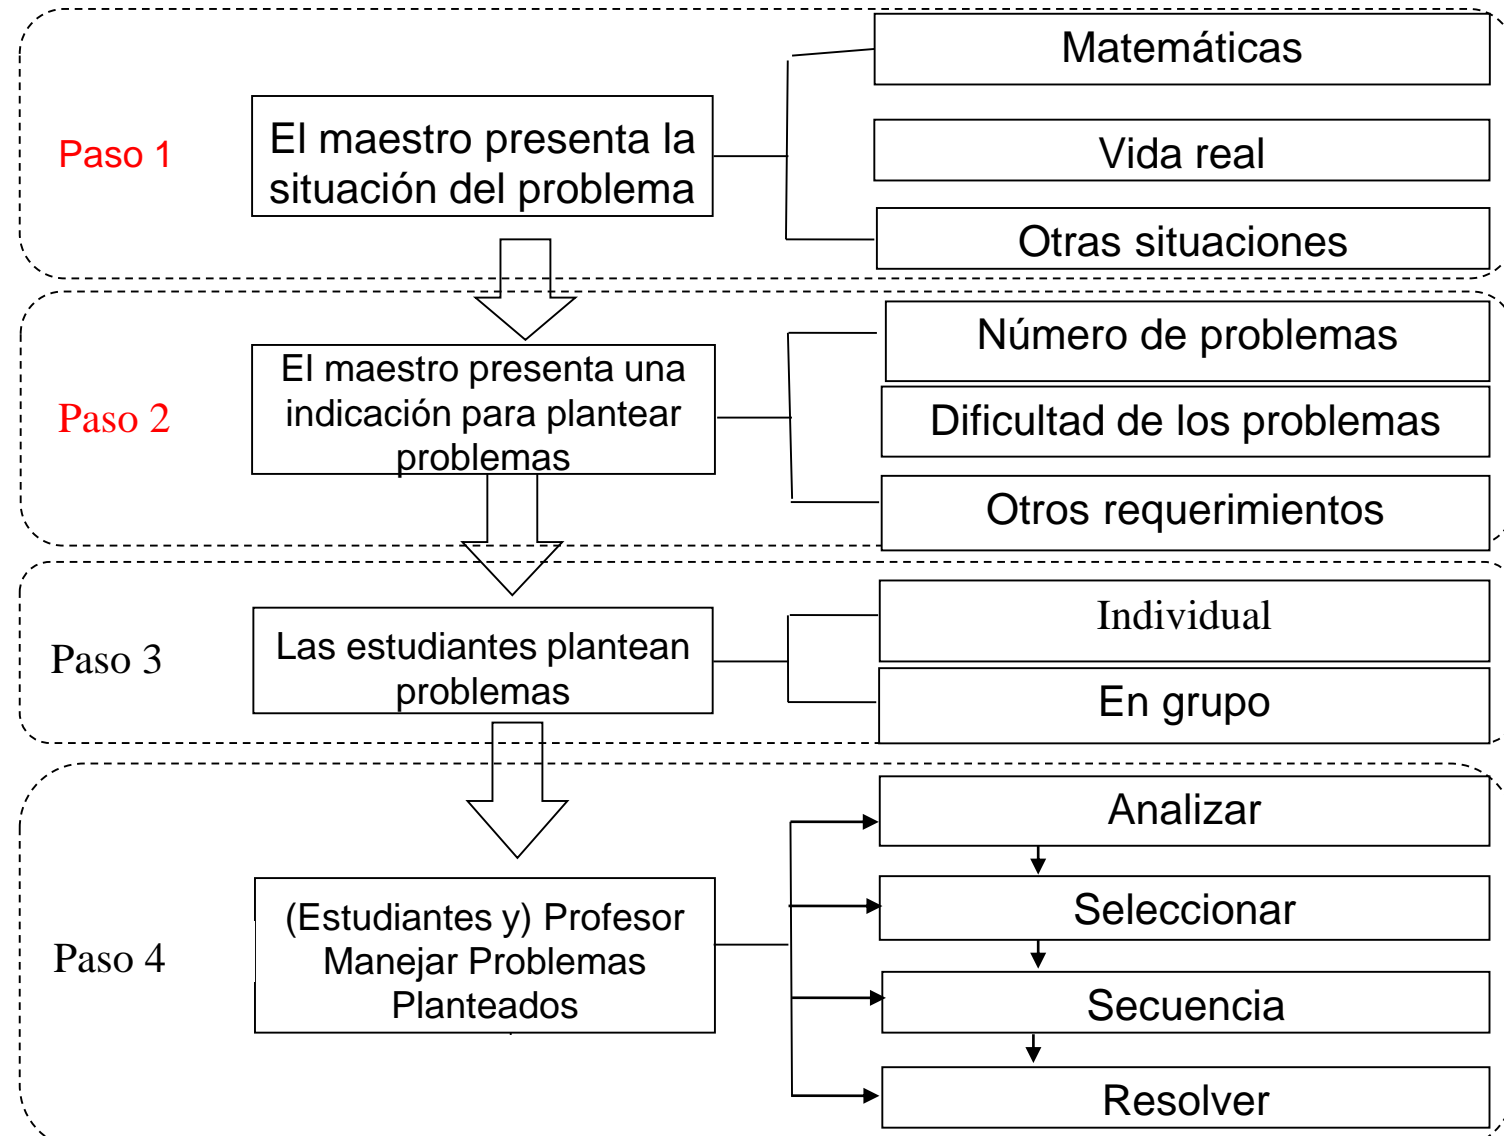 Paso 1
El maestro presenta la
situación del problema
Matemáticas
Vida real
Otras situaciones
Paso 2
El maestro presenta una
indicación para plantear
problemas
Número de problemas
Dificultad de los problemas
Otros requerimientos
Paso 3
Las estudiantes plantean
problemas
Individual
En grupo
Paso 4
(Estudiantes y) Profesor
Manejar Problemas
Planteados
Analizar
Seleccionar
Secuencia
Resolver